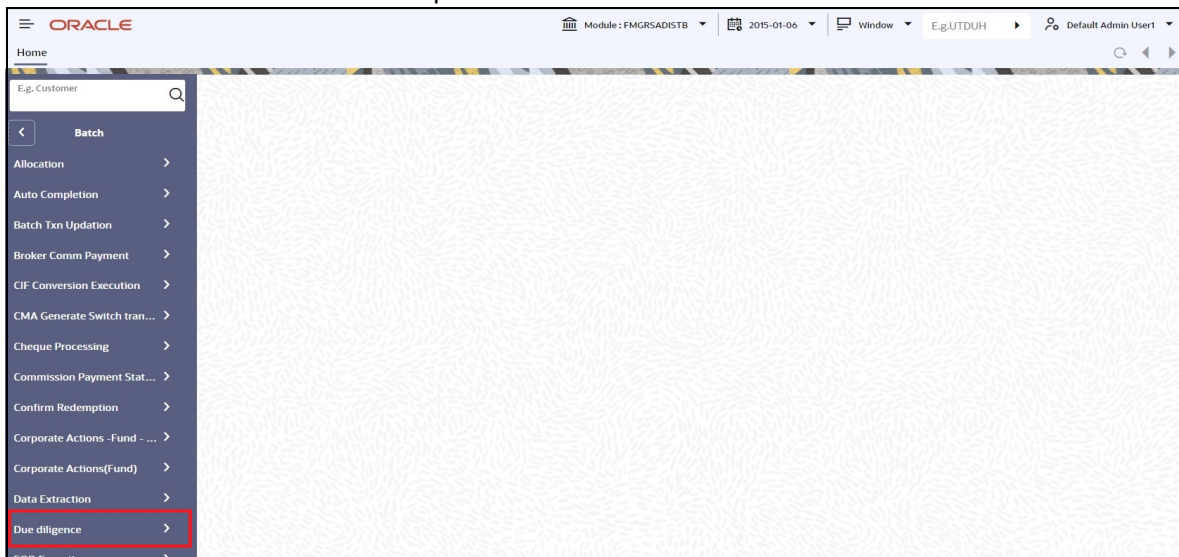 ORACLE
Module : FMGRSADISTB
2015-01-06
Window
E.g.UTDUH
Default Admin User1
Home
E.g. Customer
Batch
Allocation
Auto Completion
Batch Txn Updation
Broker Comm Payment
CIF Conversion Execution
CMA Generate Switch tran...
Cheque Processing
Commission Payment Stat...
Confirm Redemption
Corporate Actions -Fund - ...
Corporate Actions(Fund)
Data Extraction
Due diligence